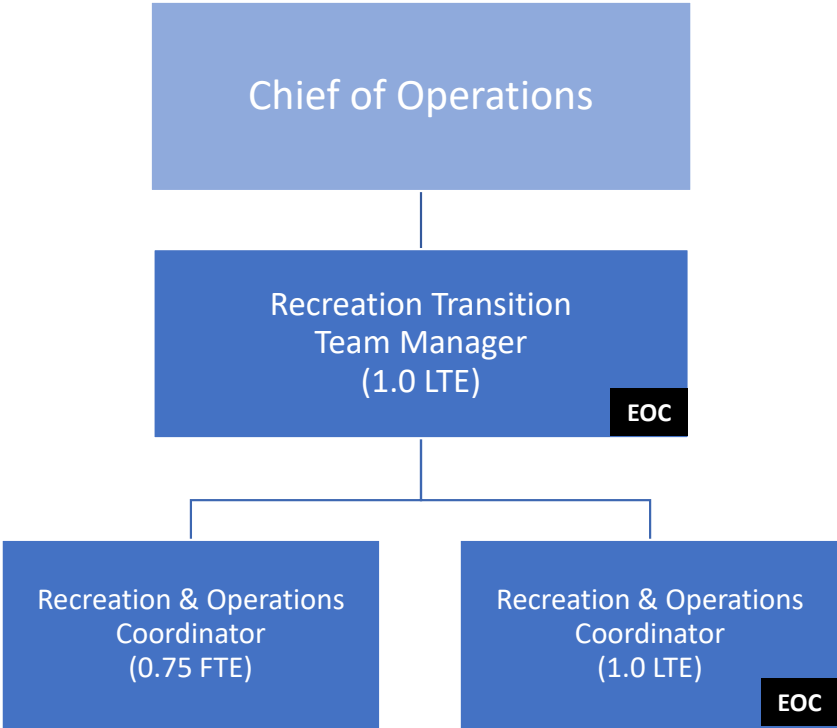 Chief of Operations
Recreation Transition
Team Manager
(1.0 LTE)
EOC
Recreation & Operations
Coordinator
(0.75 FTE)
Recreation & Operations
Coordinator
(1.0 LTE)
EOC